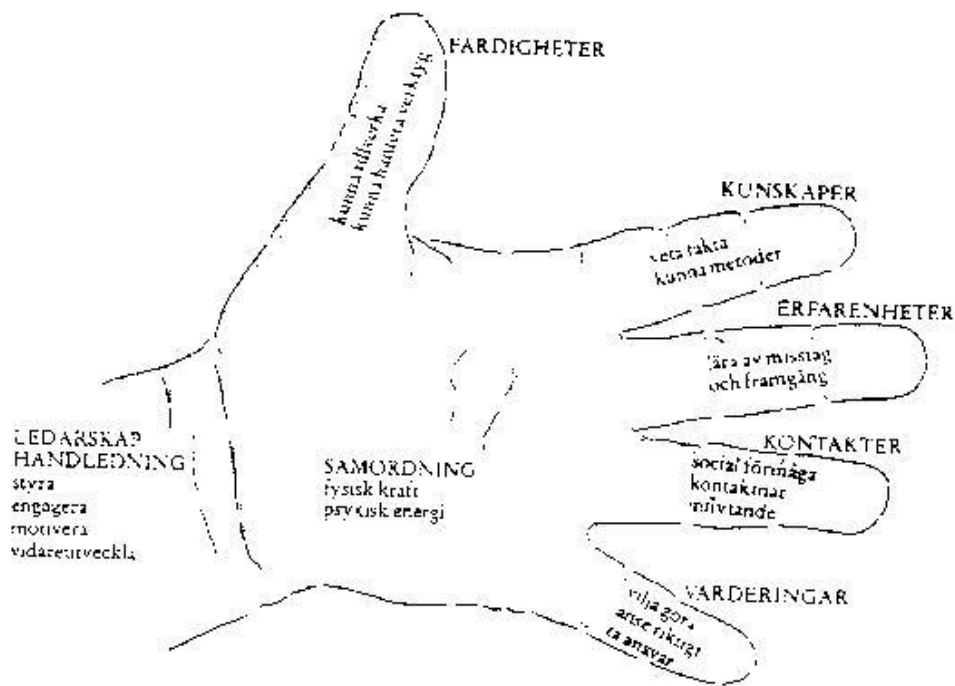 FÄRDIGHETER
kunna tillverka
kunna hantera verktyg
KUNSKAPER
veta fakta
kunna metoder
ERFARENHETER
lära av misstag
och framgång
KONTAKTER
social förmåga
kontaktnät
inflytande
VÄRDERINGAR
vilja göra
anse riktigt
ta ansvar
SAMORDNING
fysisk kraft
psykisk energi
LEDARSKAP
HANDLEDNING
styra
engagera
motivera
vidareutveckla